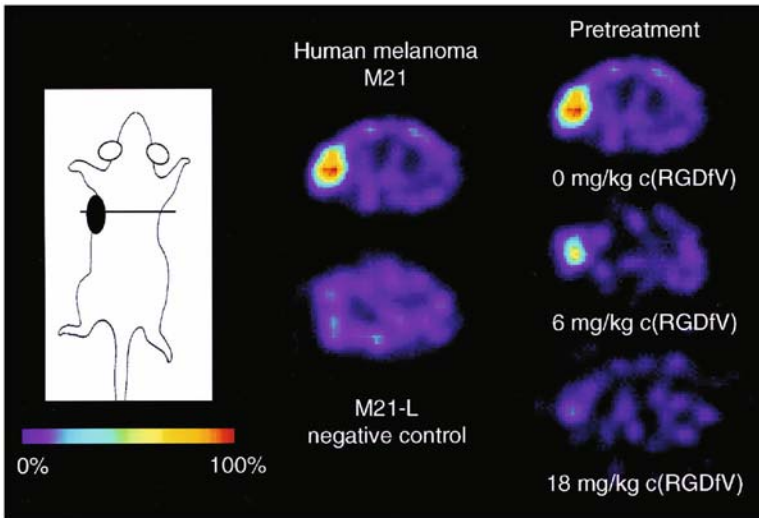 Human melanoma
M21
Pretreatment
0 mg/kg c(RGDfV)
6 mg/kg c(RGDfV)
M21-L
negative control
0%
100%
18 mg/kg c(RGDfV)